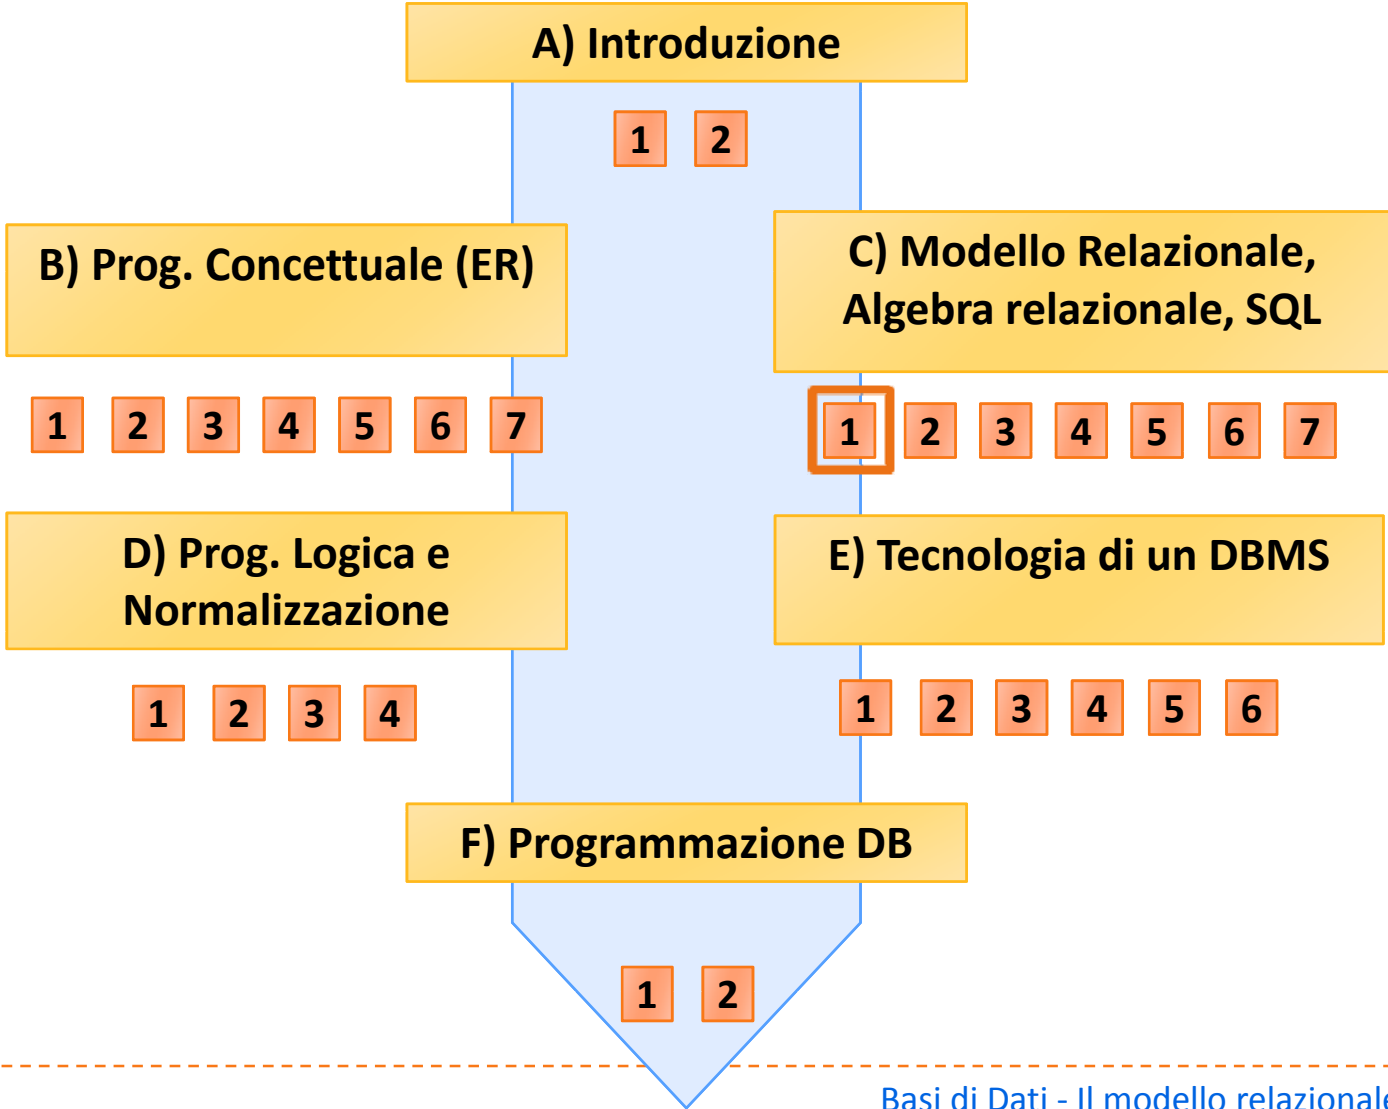 A) Introduzione
1 2
B) Prog. Concettuale (ER)
1 2 3 4 5 6 7
C) Modello Relazionale,
Algebra relazionale, SQL
1 2 3 4 5 6 7
D) Prog. Logica e
Normalizzazione
1 2 3 4
E) Tecnologia di un DBMS
1 2 3 4 5 6
F) Programmazione DB
1 2
Basi di Dati - Il modello relazionale